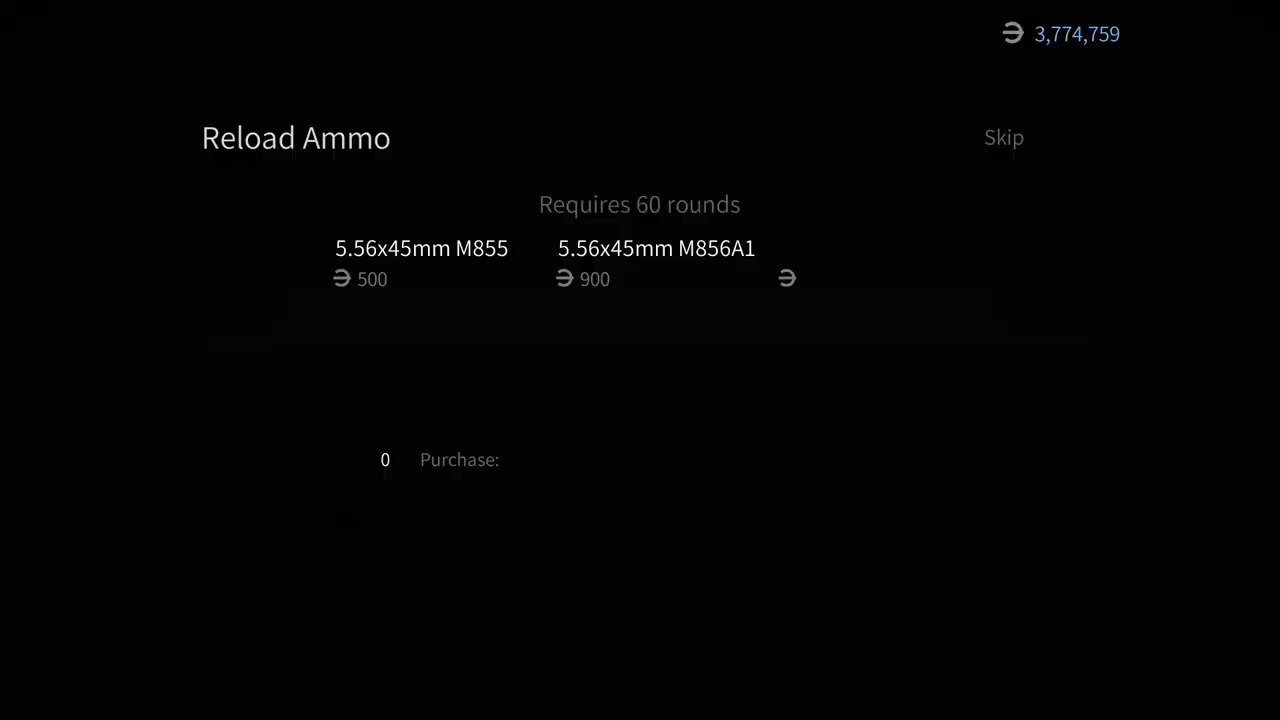 3,774,759
Reload Ammo
Skip
Requires 60 rounds
5.56x45mm M855
5.56x45mm M856A1
500
900
0
Purchase: